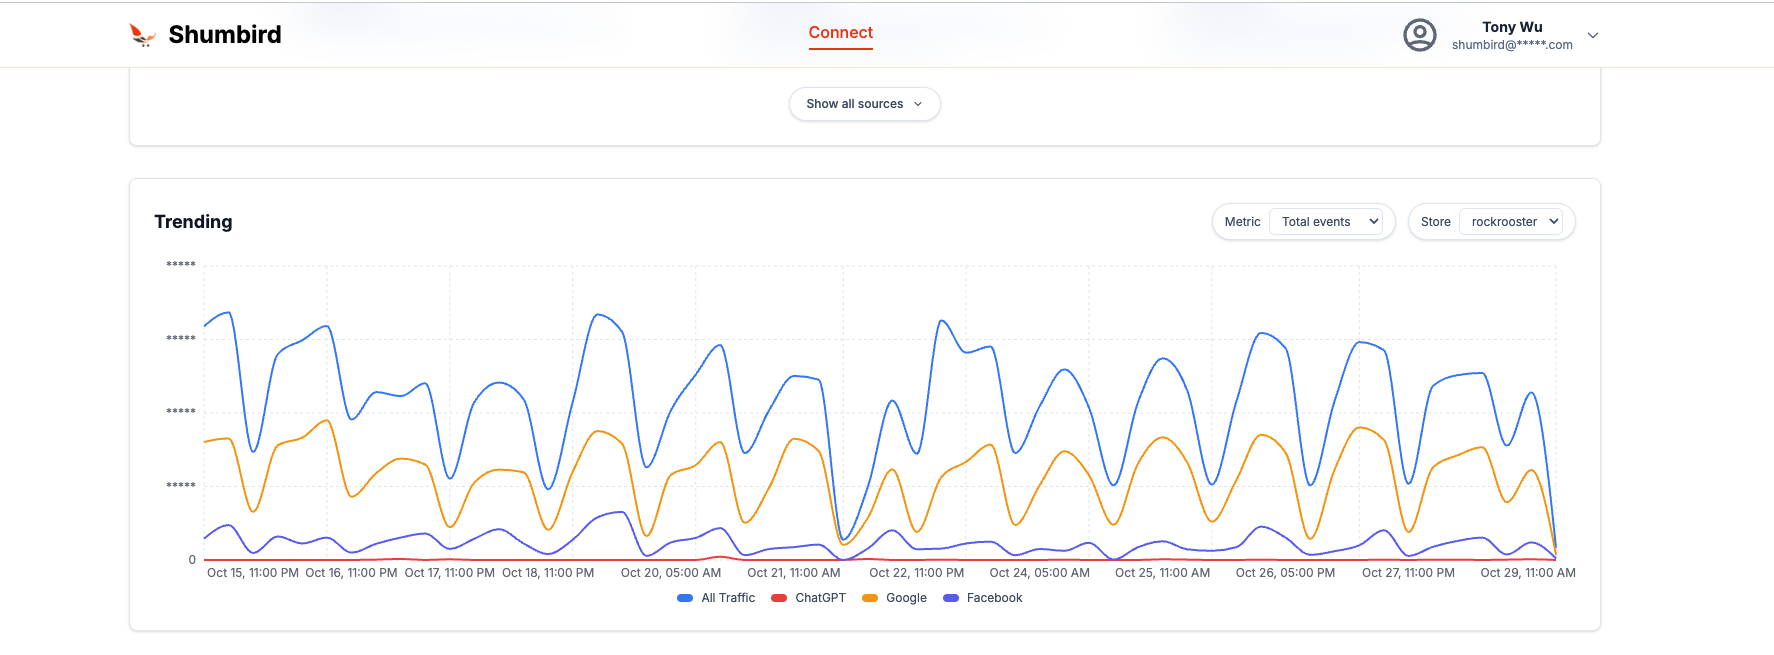 Shumbird
Connect
Tony Wu
shumbird@*****.com
Show all sources
Trending
Metric
Total events
Store
rockrooster
*****
*****
*****
*****
0
Oct 15, 11:00 PM
Oct 16, 11:00 PM
Oct 17, 11:00 PM
Oct 18, 11:00 PM
Oct 20, 05:00 AM
Oct 21, 11:00 AM
Oct 22, 11:00 PM
Oct 24, 05:00 AM
Oct 25, 11:00 AM
Oct 26, 05:00 PM
Oct 27, 11:00 PM
Oct 29, 11:00 AM
All Traffic
ChatGPT
Google
Facebook